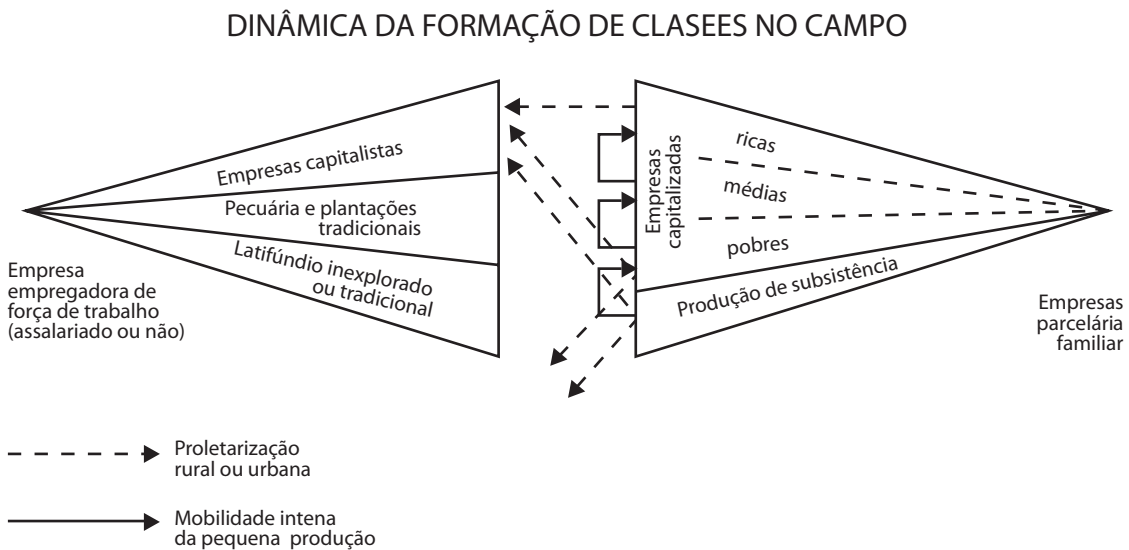 DINÂMICA DA FORMAÇÃO DE CLASEES NO CAMPO
Empresas capitalistas
Pecuária e plantações
tradicionais
Latifúndio inexplorado
ou tradicional
Empresa
empregadora de
força de trabalho
(assalariado ou não)
Empresas
capitalizadas
ricas
médias
pobres
Produção de subsistência
Empresas
parcelária
familiar
Proletarização
rural ou urbana
Mobilidade intena
da pequena produção